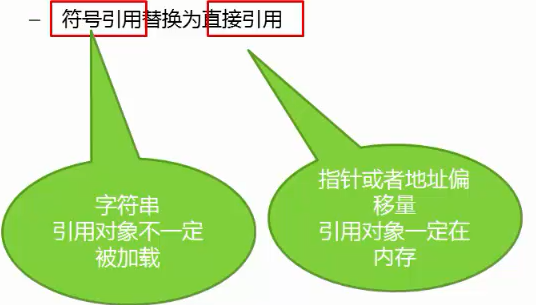 – 符号引用替换为直接引用
字符串
引用对象不一定
被加载
指针或者地址偏
移量
引用对象一定在
内存